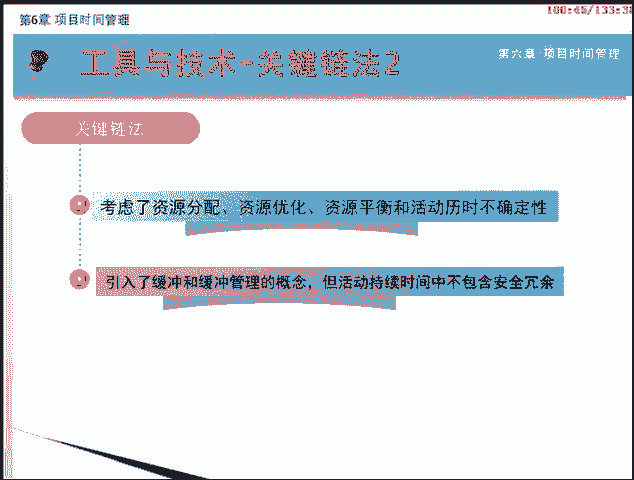 第6章 项目时间管理
100:45/133:38
工具与技术-关键链法2
第六章 项目时间管理
关键链法
考虑了资源分配、资源优化、资源平衡和活动历时不确定性
引入了缓冲和缓冲管理的概念，但活动持续时间中不包含安全冗余